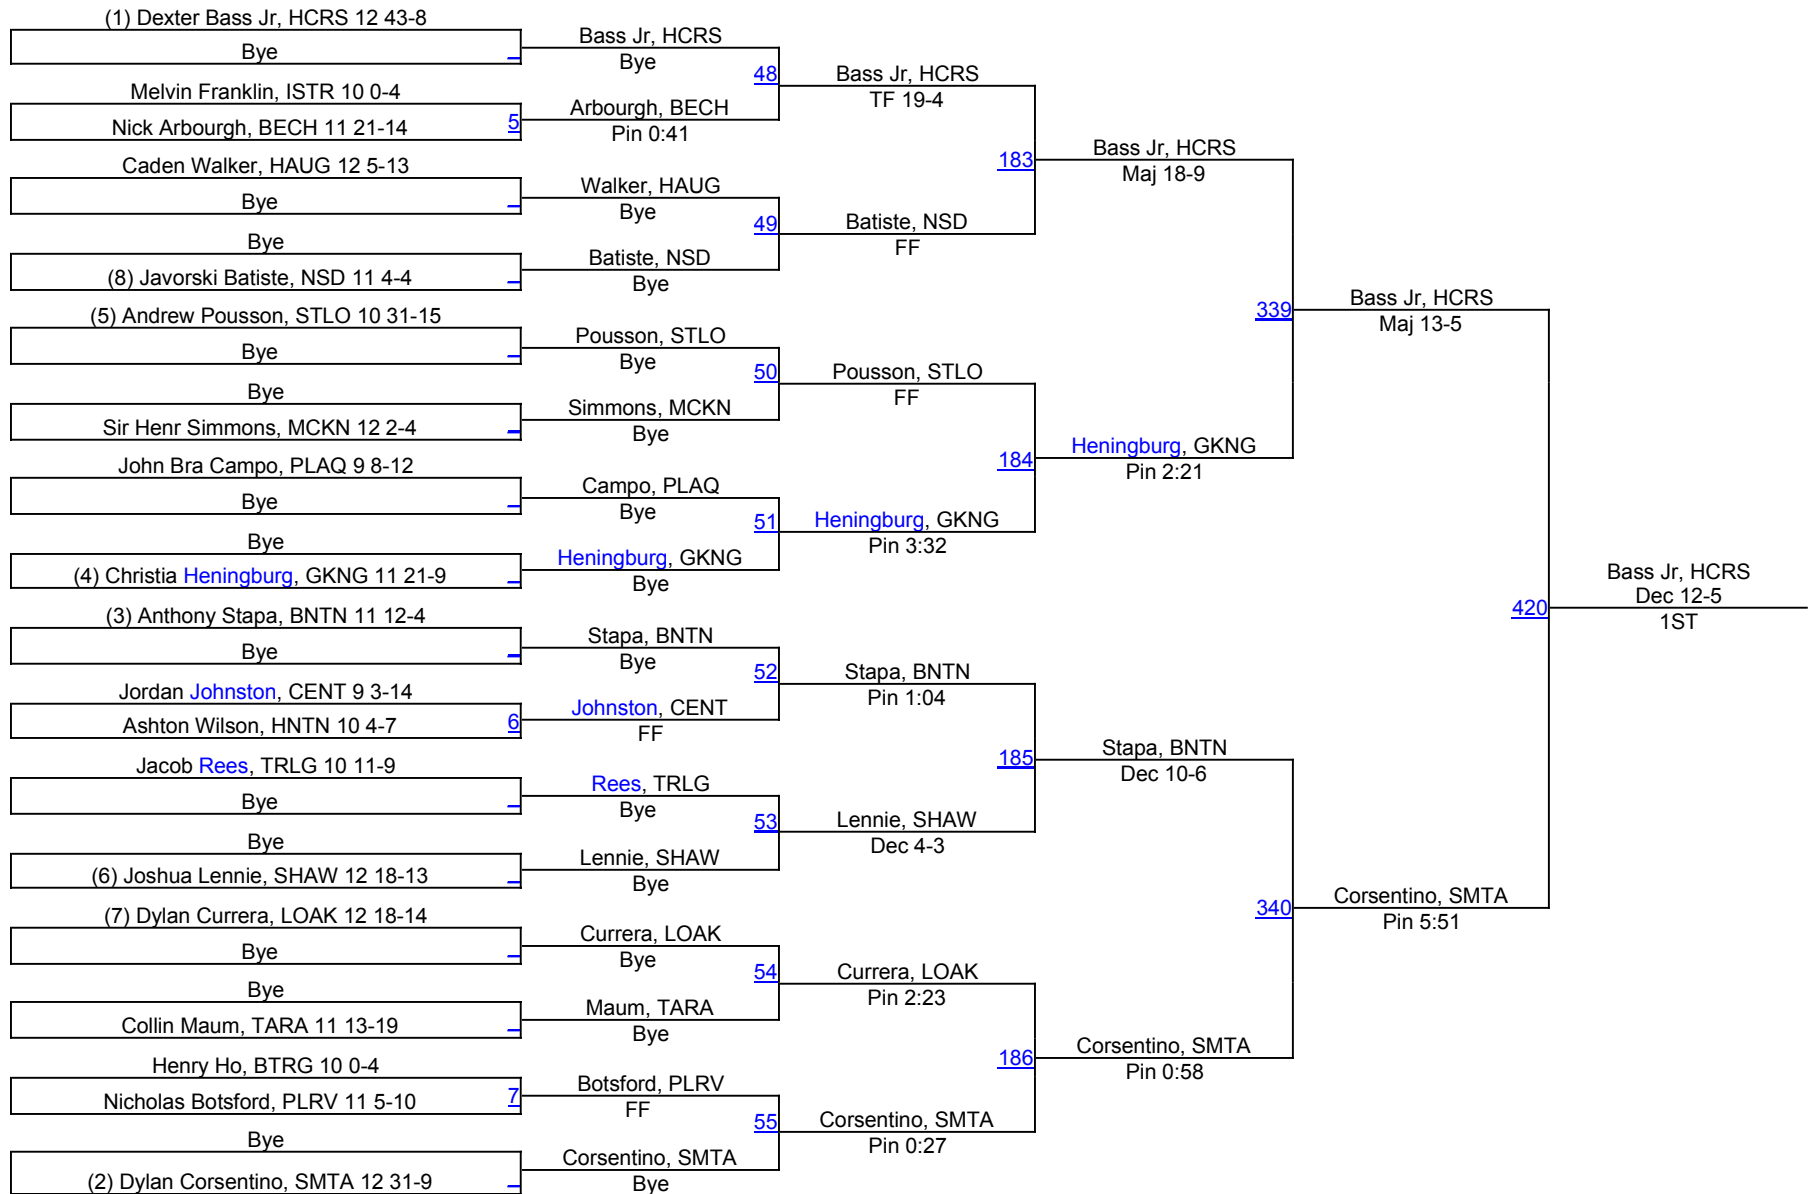 (1) Dexter Bass Jr, HCRS 12 43-8
Bye
Melvin Franklin, ISTR 10 0-4
Nick Arbourgh, BECH 11 21-14
5
Caden Walker, HAUG 12 5-13
Bye
Bye
(8) Javorski Batiste, NSD 11 4-4
(5) Andrew Pousson, STLO 10 31-15
Bye
Bye
Sir Henr Simmons, MCKN 12 2-4
John Bra Campo, PLAQ 9 8-12
Bye
Bye
(4) Christia Heningburg, GKNG 11 21-9
(3) Anthony Stapa, BNTN 11 12-4
Bye
Jordan Johnston, CENT 9 3-14
Ashton Wilson, HNTN 10 4-7
6
Jacob Rees, TRLG 10 11-9
Bye
Bye
(6) Joshua Lennie, SHAW 12 18-13
(7) Dylan Currera, LOAK 12 18-14
Bye
Bye
Collin Maum, TARA 11 13-19
Henry Ho, BTRG 10 0-4
Nicholas Botsford, PLRV 11 5-10
7
Bye
(2) Dylan Corsentino, SMTA 12 31-9
Bass Jr, HCRS
Bye
48
Arbourgh, BECH
Pin 0:41
Walker, HAUG
Bye
49
Batiste, NSD
Bye
Pousson, STLO
Bye
50
Simmons, MCKN
Bye
Campo, PLAQ
Bye
51
Heningburg, GKNG
Bye
Stapa, BNTN
Bye
52
Johnston, CENT
FF
Rees, TRLG
Bye
53
Lennie, SHAW
Bye
Currera, LOAK
Bye
54
Maum, TARA
Bye
Botsford, PLRV
FF
55
Corsentino, SMTA
Bye
Bass Jr, HCRS
TF 19-4
183
Batiste, NSD
FF
Pousson, STLO
FF
184
Heningburg, GKNG
Pin 3:32
Stapa, BNTN
Pin 1:04
185
Lennie, SHAW
Dec 4-3
Currera, LOAK
Pin 2:23
186
Corsentino, SMTA
Pin 0:27
Bass Jr, HCRS
Maj 18-9
339
Heningburg, GKNG
Pin 2:21
Stapa, BNTN
Dec 10-6
340
Corsentino, SMTA
Pin 0:58
Bass Jr, HCRS
Maj 13-5
420
Corsentino, SMTA
Pin 5:51
Bass Jr, HCRS
Dec 12-5
1ST